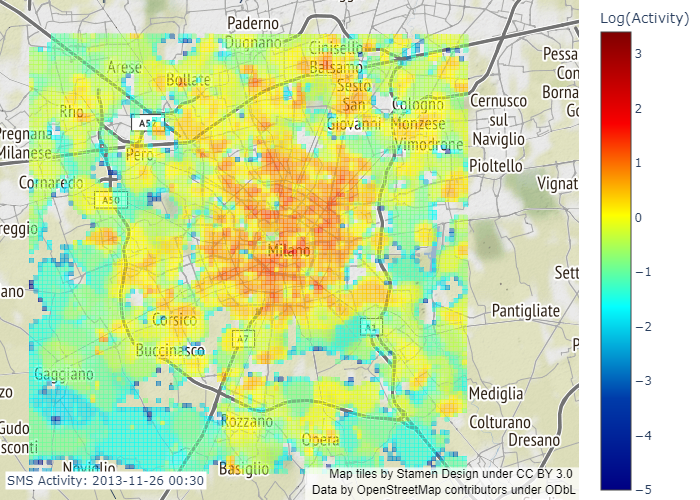 Log(Activity)
Paderno
Dugnano
Cinisello
Balsamo
Arese
Bollate
Sesto
San
Giovanni
Cologno
Monzese
Pessa
Con
Borna
Go
Cernusco
sul
Naviglio
Rho
Pregnana
Milanese
Pero
Vimodrone
Pioltello
Cornaredo
A50
Vignat
reggio
Milano
Sett
ano
Pantigliate
Corsico
A7
A1
P
Buccinasco
Gaggiano
zo
Mediglia
Rozzano
Colturano
Gudo
sconti
Opera
Dresano
Noviglio
Basiglio
SMS Activity: 2013-11-26 00:30
Map tiles by Stamen Design under CC BY 3.0
Data by OpenStreetMap contributors under ODbL
3
2
1
0
−1
−2
−3
−4
−5